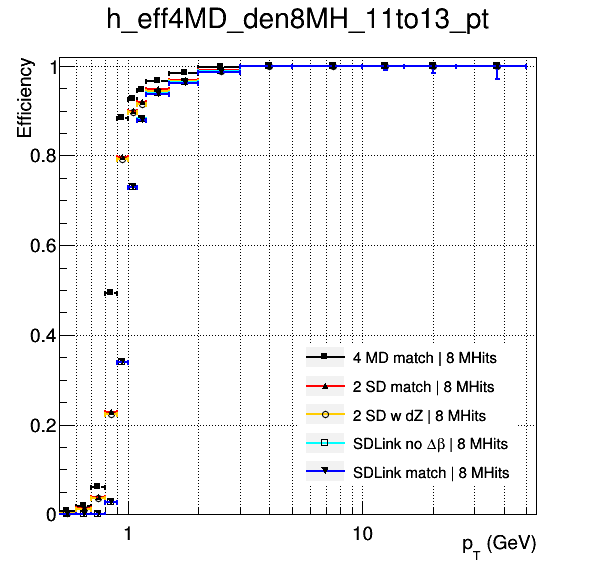 h_eff4MD_den8MH_11to13_pt
Efficiency
1
0.8
0.6
0.4
0.2
0
4 MD match | 8 MHits
2 SD match | 8 MHits
2 SD w dZ | 8 MHits
SDLink no Δβ | 8 MHits
SDLink match | 8 MHits
1
10
p_T (GeV)